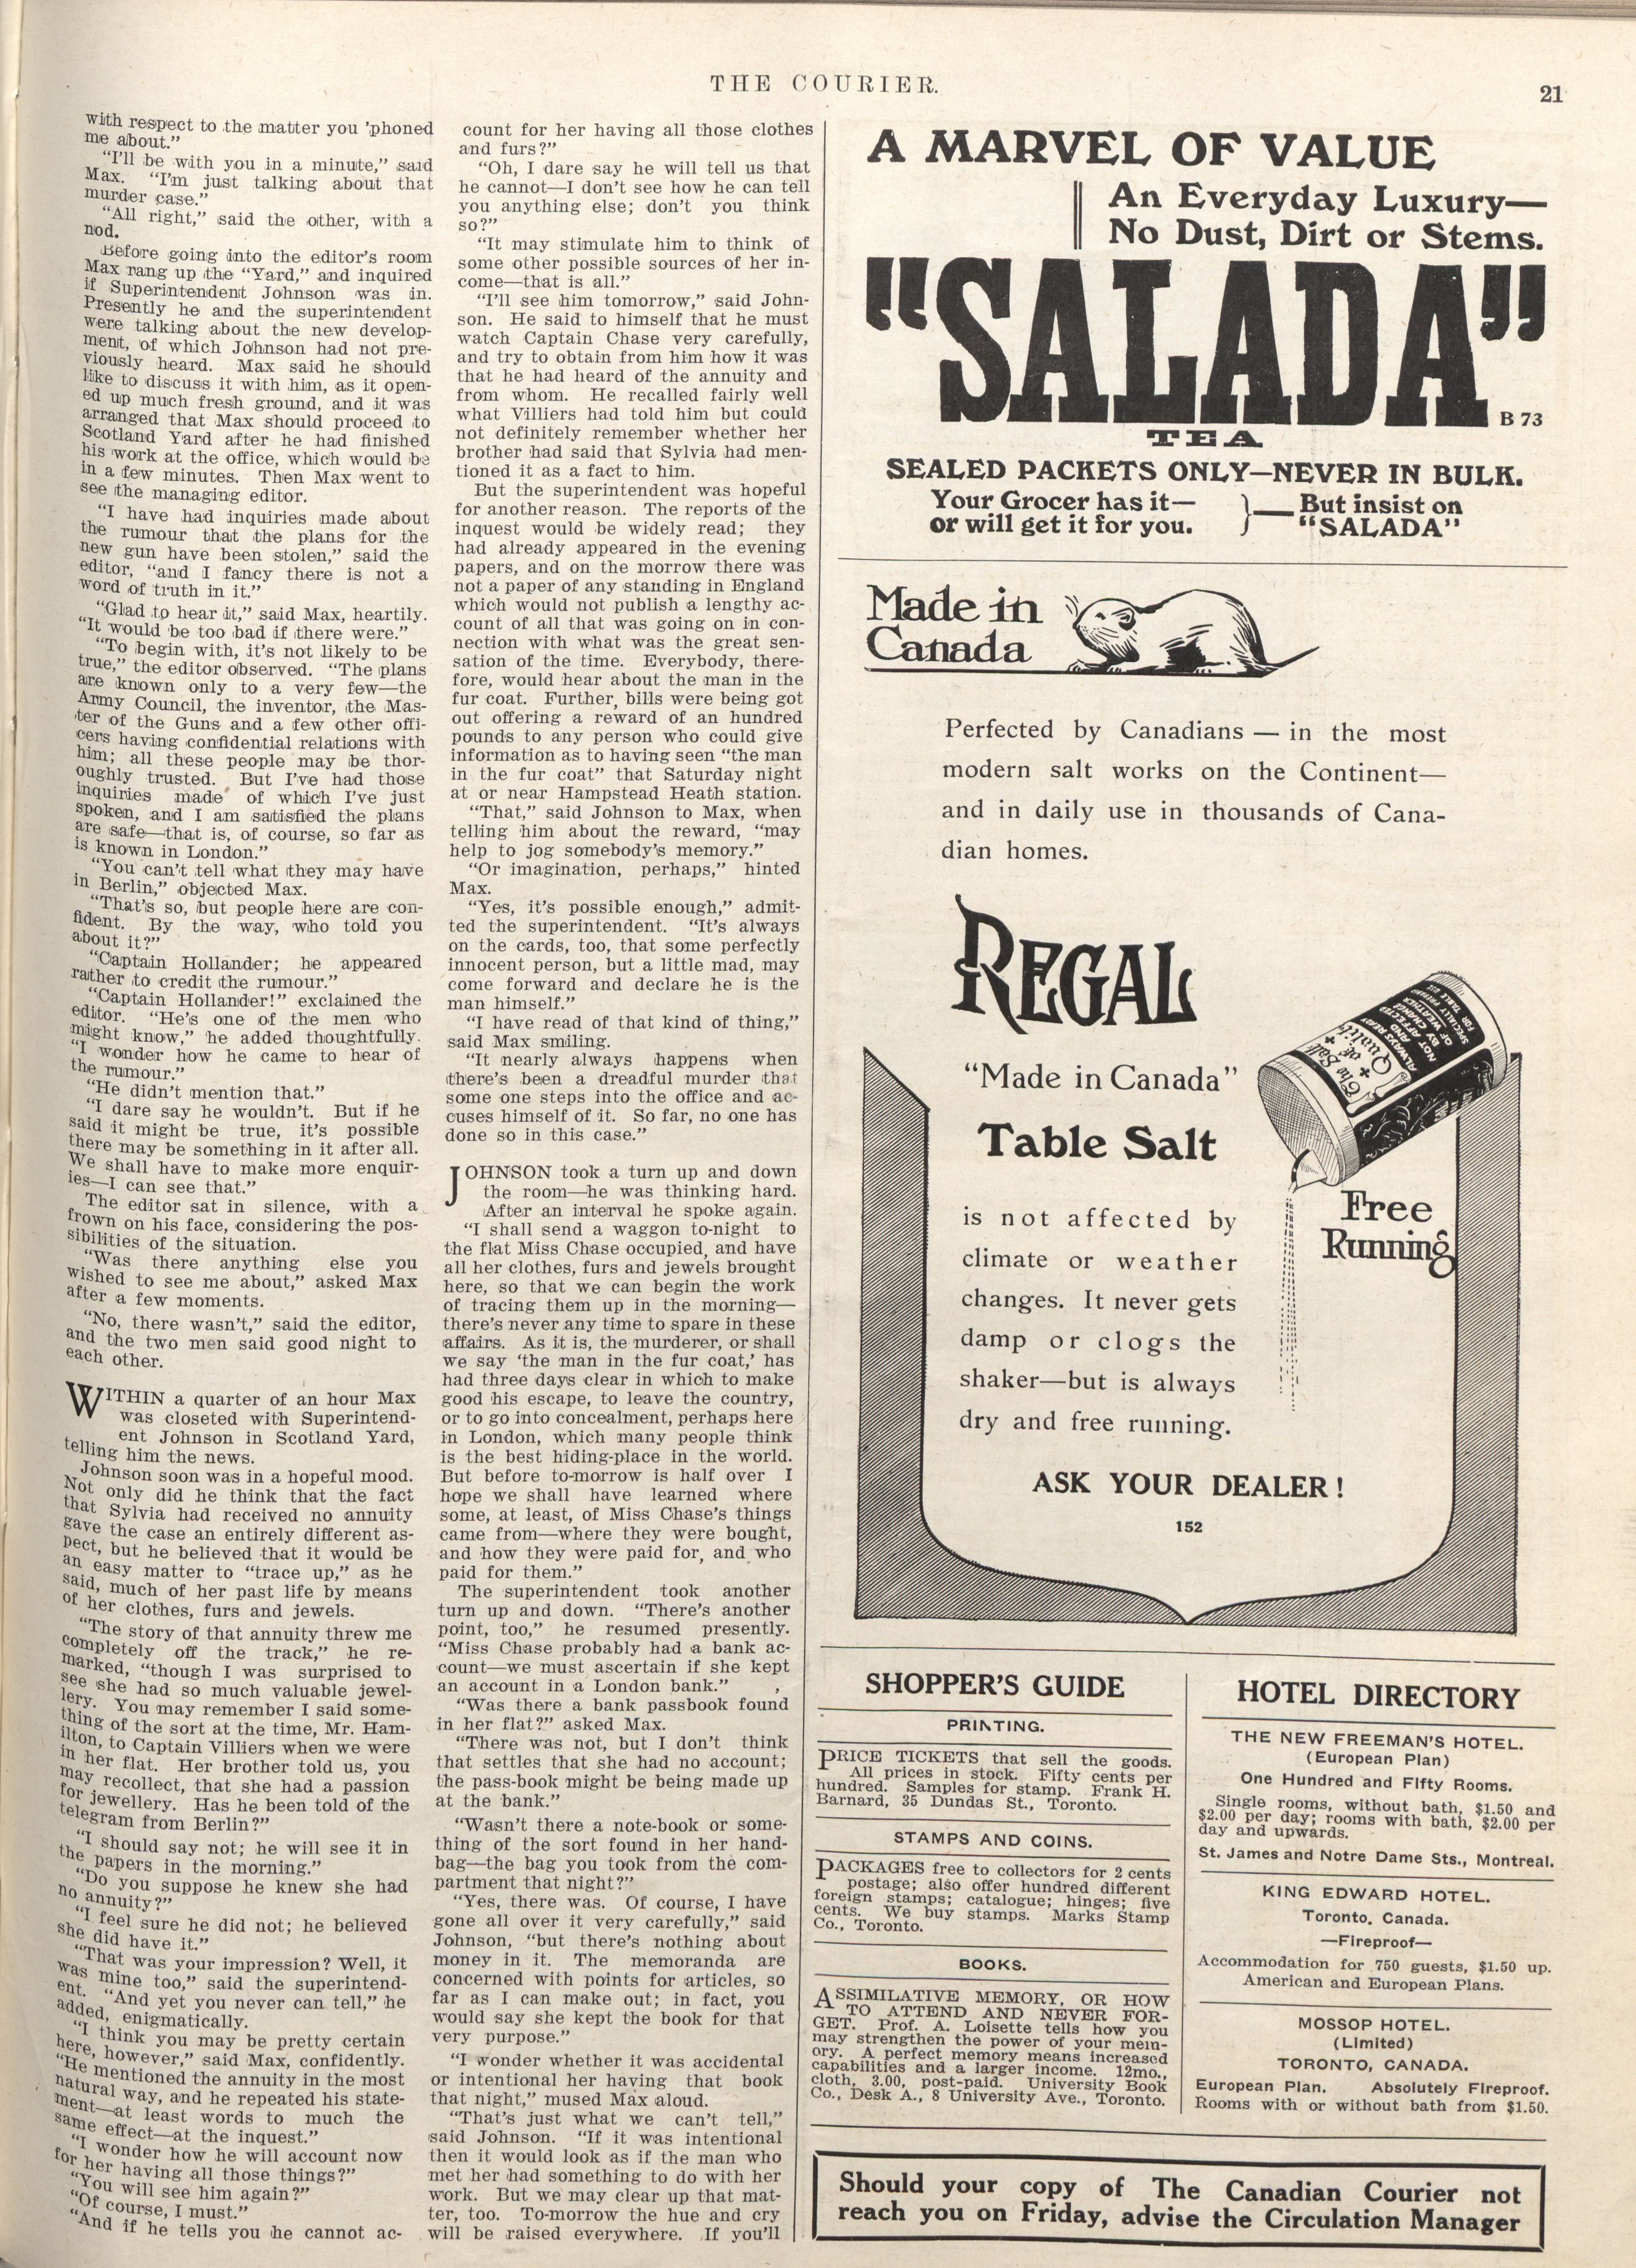 THE COURIER.
21
with respect to the matter you 'phoned
me about."
"I'll be with you in a minute," said
Max. "I'm just talking about that
murder case."
"All right," said the other, with a
nod.
Before going into the editor's room
Max rang up the "Yard," and inquired
if Superintendent Johnson was in.
Presently he and the superintendent
were talking about the new develop-
ment, of which Johnson had not pre-
viously heard. Max said he should
like to discuss it with him, as it open-
ed up much fresh ground, and it was
arranged that Max should proceed to
Scotland Yard after he had finished
his work at the office, which would be
in a few minutes. Then Max went to
see the managing editor.
"I have had inquiries made about
the rumour that the plans for the
new gun have been stolen," said the
editor, "and I fancy there is not a
word of truth in it."
"Glad to hear it," said Max, heartily.
"It would be too bad if there were."
"To begin with, it's not likely to be
true," the editor observed. "The plans
are known only to a very few—the
Army Council, the inventor, the Mas-
ter of the Guns and a few other offi-
cers having confidential relations with
him; all these people may be thor-
oughly trusted. But I've had those
inquiries made of which I've just
spoken, and I am satisfied the plans
are safe—that is, of course, so far as
is known in London."
"You can't tell what they may have
in Berlin," objected Max.
"That's so, but people here are con-
fident. By the way, who told you
about it?"
"Captain Hollander; he appeared
rather to credit the rumour."
"Captain Hollander!" exclaimed the
editor. "He's one of the men who
might know," he added thoughtfully.
"I wonder how he came to hear of
the rumour."
"He didn't mention that."
"I dare say he wouldn't. But if he
said it might be true, it's possible
there may be something in it after all.
We shall have to make more enquir-
ies—I can see that."
The editor sat in silence, with a
frown on his face, considering the pos-
sibilities of the situation.
"Was there anything else you
wished to see me about," asked Max
after a few moments.
"No, there wasn't," said the editor,
and the two men said good night to
each other.
WITHIN a quarter of an hour Max
was closeted with Superintend-
ent Johnson in Scotland Yard,
telling him the news.
Johnson soon was in a hopeful mood.
Not only did he think that the fact
that Sylvia had received no annuity
gave the case an entirely different as-
pect, but he believed that it would be
an easy matter to "trace up," as he
said, much of her past life by means
of her clothes, furs and jewels.
"The story of that annuity threw me
completely off the track," he re-
marked, "though I was surprised to
see she had so much valuable jewel-
lery. You may remember I said some-
thing of the sort at the time, Mr. Ham-
ilton, to Captain Villiers when we were
in her flat. Her brother told us, you
may recollect, that she had a passion
for jewellery. Has he been told of the
telegram from Berlin?"
"I should say not; he will see it in
the papers in the morning."
"Do you suppose he knew she had
no annuity?"
"I feel sure he did not; he believed
she did have it."
"That was your impression? Well, it
was mine too," said the superintend-
ent. "And yet you never can tell," he
added, enigmatically.
"I think you may be pretty certain
here, however," said Max, confidently.
"He mentioned the annuity in the most
natural way, and he repeated his state-
ment—at least words to much the
same effect—at the inquest."
"I wonder how he will account now
for her having all those things?"
"You will see him again?"
"Of course, I must."
"And if he tells you he cannot ac-
count for her having all those clothes
and furs?"
"Oh, I dare say he will tell us that
he cannot—I don't see how he can tell
you anything else; don't you think
so?"
"It may stimulate him to think of
some other possible sources of her in-
come—that is all."
"I'll see him tomorrow," said John-
son. He said to himself that he must
watch Captain Chase very carefully,
and try to obtain from him how it was
that he had heard of the annuity and
from whom. He recalled fairly well
what Villiers had told him but could
not definitely remember whether her
brother had said that Sylvia had men-
tioned it as a fact to him.
But the superintendent was hopeful
for another reason. The reports of the
inquest would be widely read; they
had already appeared in the evening
papers, and on the morrow there was
not a paper of any standing in England
which would not publish a lengthy ac-
count of all that was going on in con-
nection with what was the great sen-
sation of the time. Everybody, there-
fore, would hear about the man in the
fur coat. Further, bills were being got
out offering a reward of an hundred
pounds to any person who could give
information as to having seen "the man
in the fur coat" that Saturday night
at or near Hampstead Heath station.
"That," said Johnson to Max, when
telling him about the reward, "may
help to jog somebody's memory."
"Or imagination, perhaps," hinted
Max.
"Yes, it's possible enough," admit-
ted the superintendent. "It's always
on the cards, too, that some perfectly
innocent person, but a little mad, may
come forward and declare he is the
man himself."
"I have read of that kind of thing,"
said Max smiling.
"It nearly always happens when
there's been a dreadful murder that
some one steps into the office and ac-
cuses himself of it. So far, no one has
done so in this case."
JOHNSON took a turn up and down
the room—he was thinking hard.
After an interval he spoke again.
"I shall send a waggon to-night to
the flat Miss Chase occupied, and have
all her clothes, furs and jewels brought
here, so that we can begin the work
of tracing them up in the morning—
there's never any time to spare in these
affairs. As it is, the murderer, or shall
we say 'the man in the fur coat,' has
had three days clear in which to make
good his escape, to leave the country,
or to go into concealment, perhaps here
in London, which many people think
is the best hiding-place in the world.
But before to-morrow is half over I
hope we shall have learned where
some, at least, of Miss Chase's things
came from—where they were bought,
and how they were paid for, and who
paid for them."
The superintendent took another
turn up and down. "There's another
point, too," he resumed presently.
"Miss Chase probably had a bank ac-
count—we must ascertain if she kept
an account in a London bank."
"Was there a bank passbook found
in her flat?" asked Max.
"There was not, but I don't think
that settles that she had no account;
the pass-book might be being made up
at the bank."
"Wasn't there a note-book or some-
thing of the sort found in her hand-
bag—the bag you took from the com-
partment that night?"
"Yes, there was. Of course, I have
gone all over it very carefully," said
Johnson, "but there's nothing about
money in it. The memoranda are
concerned with points for articles, so
far as I can make out; in fact, you
would say she kept the book for that
very purpose."
"I wonder whether it was accidental
or intentional her having that book
that night," mused Max aloud.
"That's just what we can't tell,"
said Johnson. "If it was intentional
then it would look as if the man who
met her had something to do with her
work. But we may clear up that mat-
ter, too. To-morrow the hue and cry
will be raised everywhere. If you'll
A MARVEL OF VALUE
An Everyday Luxury—
No Dust, Dirt or Stems.
"SALADA"
B 73
TEA
SEALED PACKETS ONLY—NEVER IN BULK.
Your Grocer has it— } — But insist on
or will get it for you. "SALADA"
Made in
Canada
Perfected by Canadians — in the most
modern salt works on the Continent—
and in daily use in thousands of Cana-
dian homes.
REGAL
"Made in Canada"
Table Salt
The Salt
of
Quality
ALWAYS DRY
AND
NOT AFFECTED
BY CHANGES
OF WEATHER
SPECIALLY PREPARED
FOR TABLE USE
Free
Running
is not affected by
climate or weather
changes. It never gets
damp or clogs the
shaker—but is always
dry and free running.
ASK YOUR DEALER!
152
SHOPPER'S GUIDE
PRINTING.
PRICE TICKETS that sell the goods.
All prices in stock. Fifty cents per
hundred. Samples for stamp. Frank H.
Barnard, 35 Dundas St., Toronto.
STAMPS AND COINS.
PACKAGES free to collectors for 2 cents
postage; also offer hundred different
foreign stamps; catalogue; hinges; five
cents. We buy stamps. Marks Stamp
Co., Toronto.
BOOKS.
ASSIMILATIVE MEMORY, OR HOW
TO ATTEND AND NEVER FOR-
GET. Prof. A. Loisette tells how you
may strengthen the power of your mem-
ory. A perfect memory means increased
capabilities and a larger income. 12mo.,
cloth, 3.00, post-paid. University Book
Co., Desk A., 8 University Ave., Toronto.
HOTEL DIRECTORY
THE NEW FREEMAN'S HOTEL.
(European Plan)
One Hundred and Fifty Rooms.
Single rooms, without bath, $1.50 and
$2.00 per day; rooms with bath, $2.00 per
day and upwards.
St. James and Notre Dame Sts., Montreal.
KING EDWARD HOTEL.
Toronto, Canada.
—Fireproof—
Accommodation for 750 guests, $1.50 up.
American and European Plans.
MOSSOP HOTEL.
(Limited)
TORONTO, CANADA.
European Plan. Absolutely Fireproof.
Rooms with or without bath from $1.50.
Should your copy of The Canadian Courier not
reach you on Friday, advise the Circulation Manager